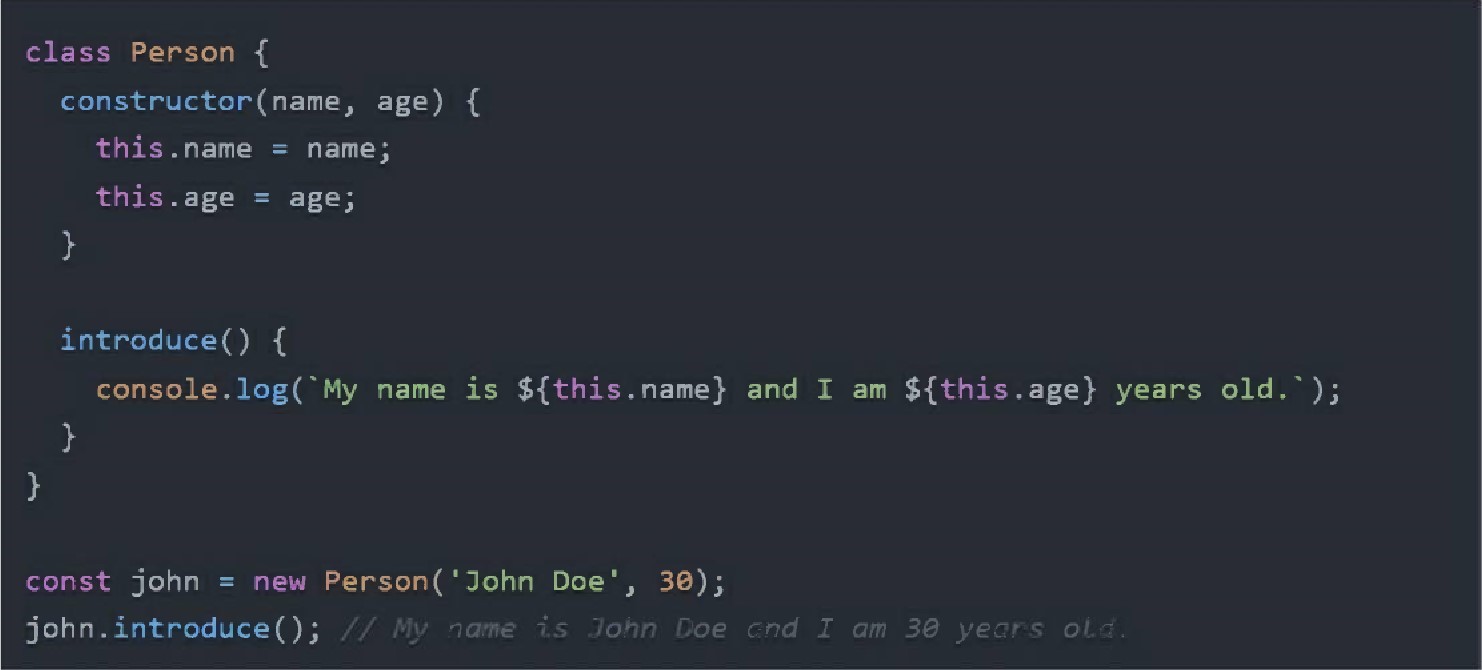 class Person {
  constructor(name, age) {
    this.name = name;
    this.age = age;
  }

  introduce() {
    console.log(`My name is ${this.name} and I am ${this.age} years old.`);
  }
}

const john = new Person('John Doe', 30);
john.introduce(); // My name is John Doe and I am 30 years old.